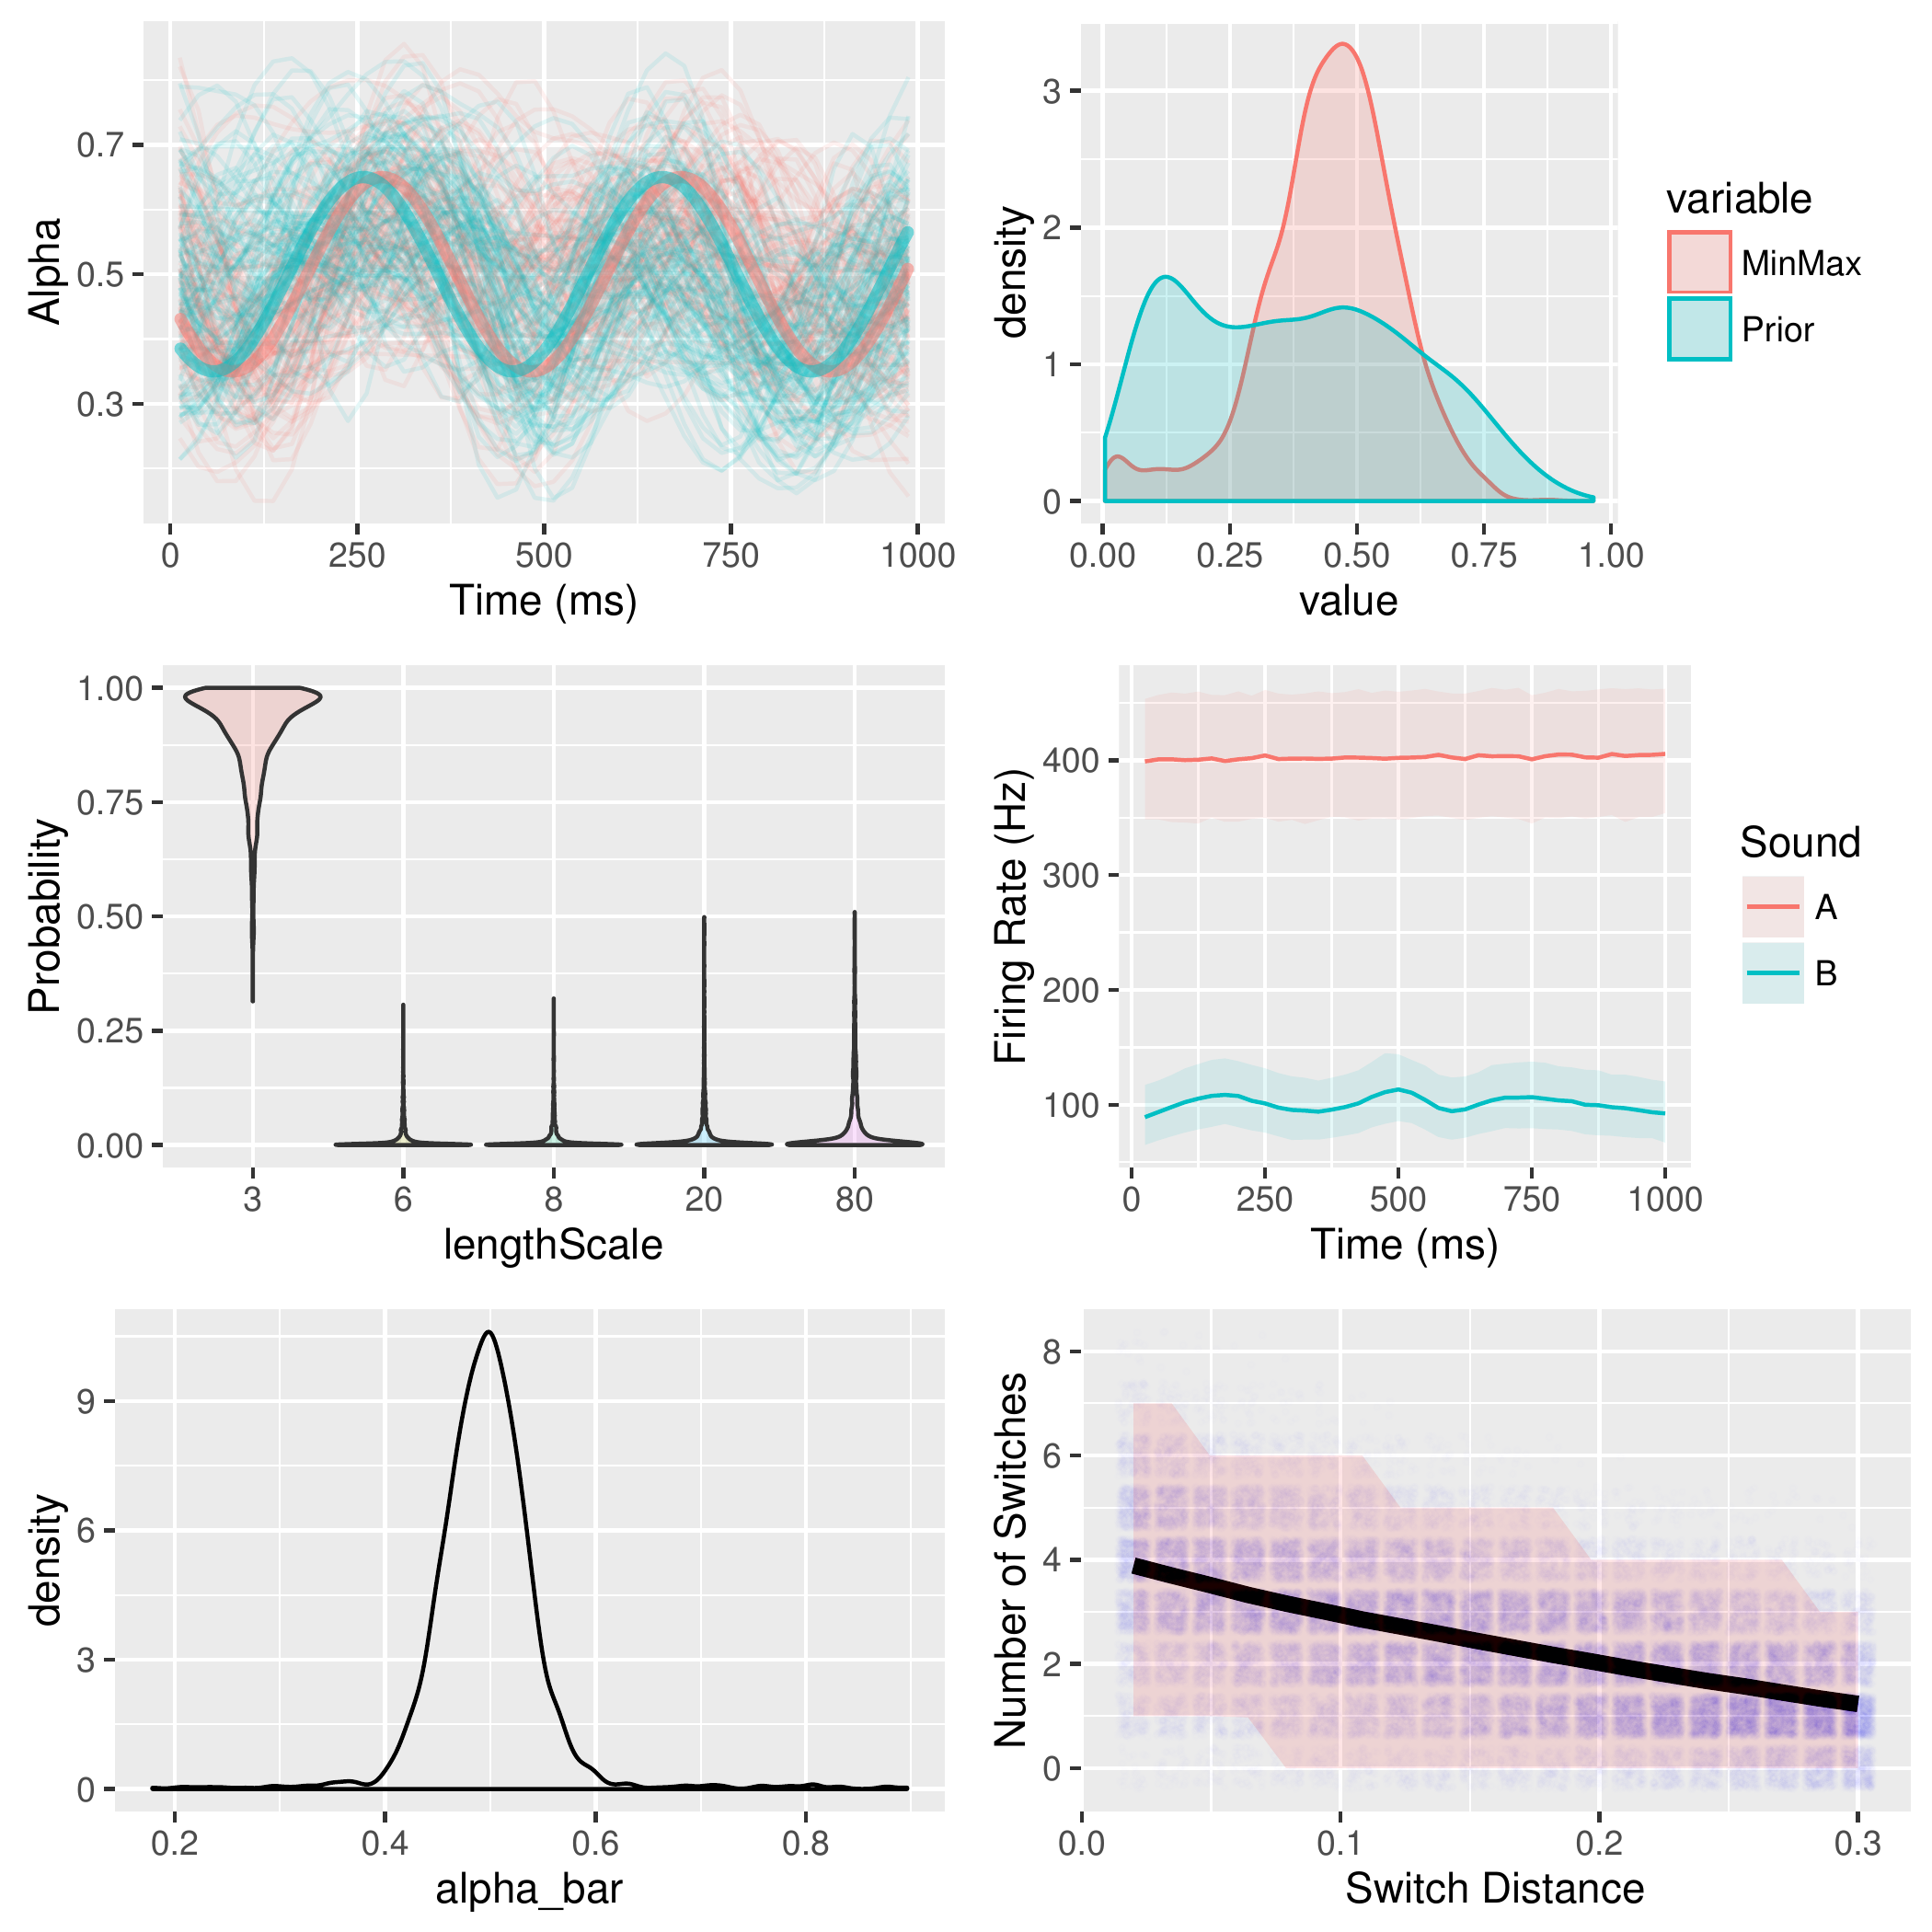 Alpha
0.7
0.5
0.3
0 250 500 750 1000
Time (ms)
density
3
2
1
0
0.00 0.25 0.50 0.75 1.00
value
variable
MinMax
Prior
Probability
1.00
0.75
0.50
0.25
0.00
3 6 8 20 80
lengthScale
Firing Rate (Hz)
400
300
200
100
0 250 500 750 1000
Time (ms)
Sound
A
B
density
9
6
3
0
0.2 0.4 0.6 0.8
alpha_bar
Number of Switches
8
6
4
2
0
0.0 0.1 0.2 0.3
Switch Distance